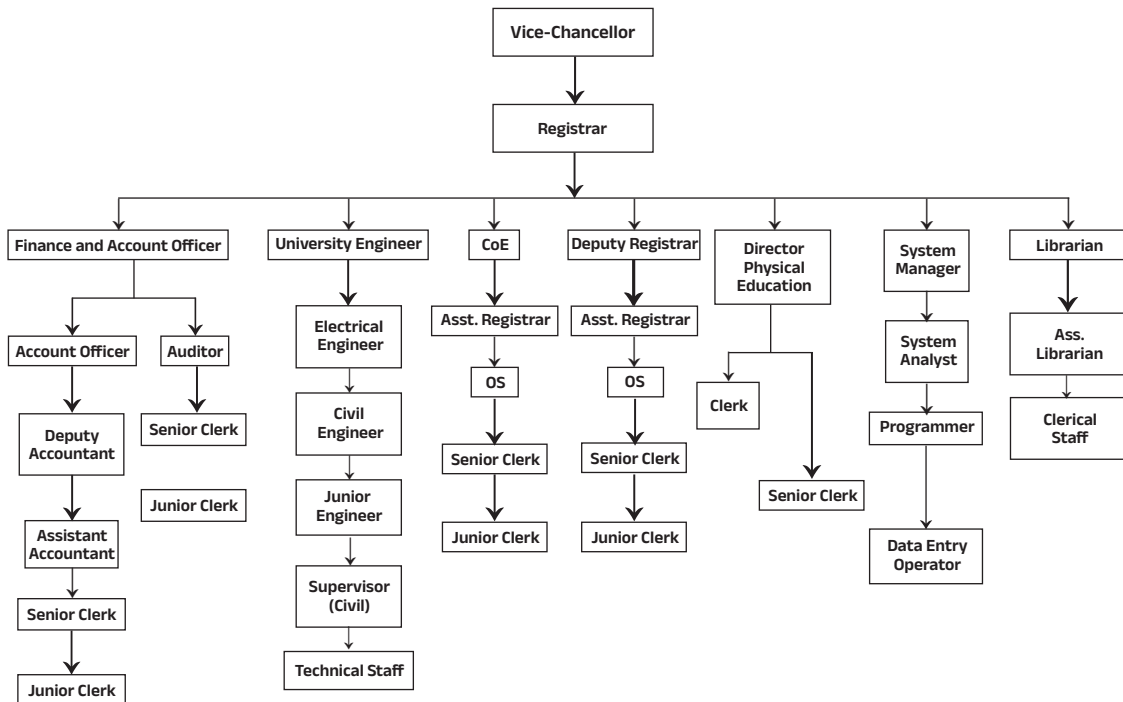 Vice-Chancellor
Registrar
Finance and Account Officer
University Engineer
CoE
Deputy Registrar
Director
Physical
Education
System
Manager
Librarian
Account Officer
Auditor
Electrical
Engineer
Asst. Registrar
Asst. Registrar
System
Analyst
Ass.
Librarian
Deputy
Accountant
Senior Clerk
Civil
Engineer
OS
OS
Clerk
Programmer
Clerical
Staff
Junior Clerk
Junior
Engineer
Senior Clerk
Senior Clerk
Senior Clerk
Assistant
Accountant
Junior Clerk
Junior Clerk
Data Entry
Operator
Senior Clerk
Supervisor
(Civil)
Junior Clerk
Technical Staff